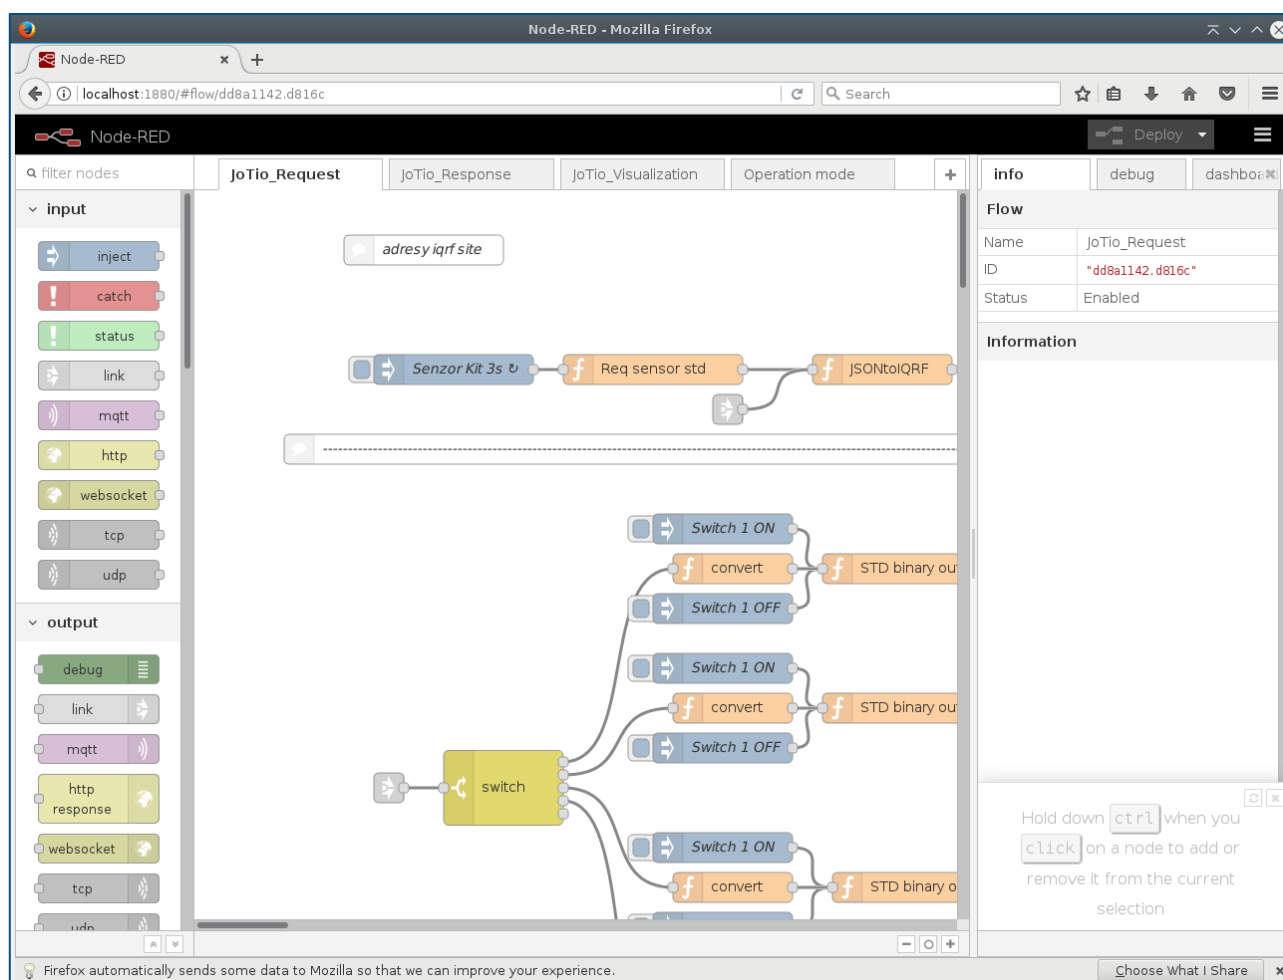 Node-RED - Mozilla Firefox
Node-RED
localhost:1880/#flow/dd8a1142.d816c
Search
Node-RED
Deploy
filter nodes
JoTio_Request
JoTio_Response
JoTio_Visualization
Operation mode
info
debug
dashboa
input
inject
catch
status
link
mqtt
http
websocket
tcp
udp
output
debug
link
mqtt
http
response
websocket
tcp
udp
adresy iqrf site
Senzor Kit 3s ↻
Req sensor std
JSONtoIQRF
--------------------------------------------------------------------------------
Switch 1 ON
convert
STD binary out
Switch 1 OFF
Switch 1 ON
convert
STD binary out
Switch 1 OFF
switch
Switch 1 ON
convert
STD binary o
Flow
Name
JoTio_Request
ID
"dd8a1142.d816c"
Status
Enabled
Information
Hold down ctrl when you
click on a node to add or
remove it from the current
selection
Firefox automatically sends some data to Mozilla so that we can improve your experience.
Choose What I Share